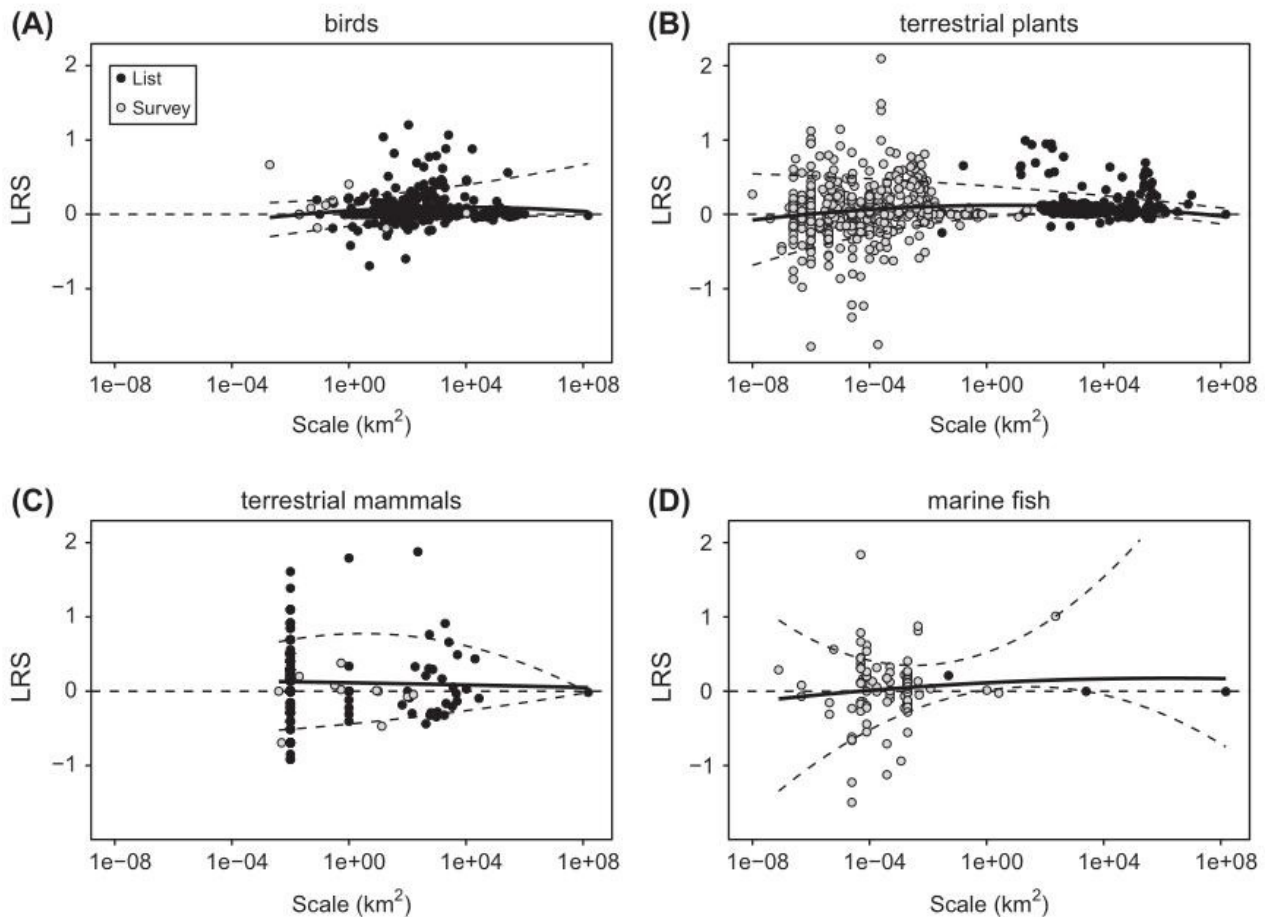 (A)
birds
List
Survey
LRS
2
1
0
−1
1e−08 1e−04 1e+00 1e+04 1e+08
Scale (km²)
(B)
terrestrial plants
LRS
2
1
0
−1
1e−08 1e−04 1e+00 1e+04 1e+08
Scale (km²)
(C)
terrestrial mammals
LRS
2
1
0
−1
1e−08 1e−04 1e+00 1e+04 1e+08
Scale (km²)
(D)
marine fish
LRS
2
1
0
−1
1e−08 1e−04 1e+00 1e+04 1e+08
Scale (km²)